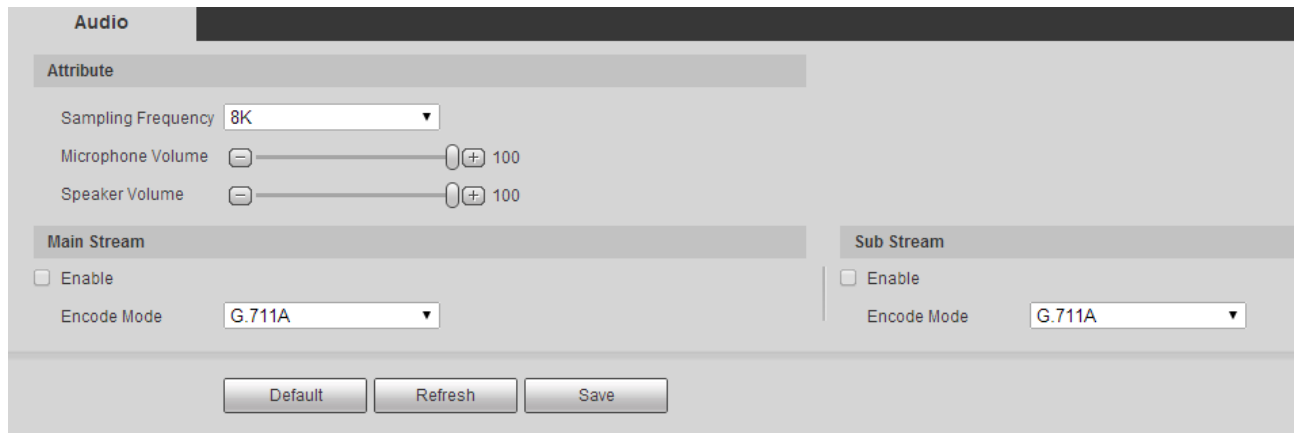 Audio
Attribute
Sampling Frequency 8K
Microphone Volume 100
Speaker Volume 100
Main Stream
Enable
Encode Mode G.711A
Sub Stream
Enable
Encode Mode G.711A
Default Refresh Save